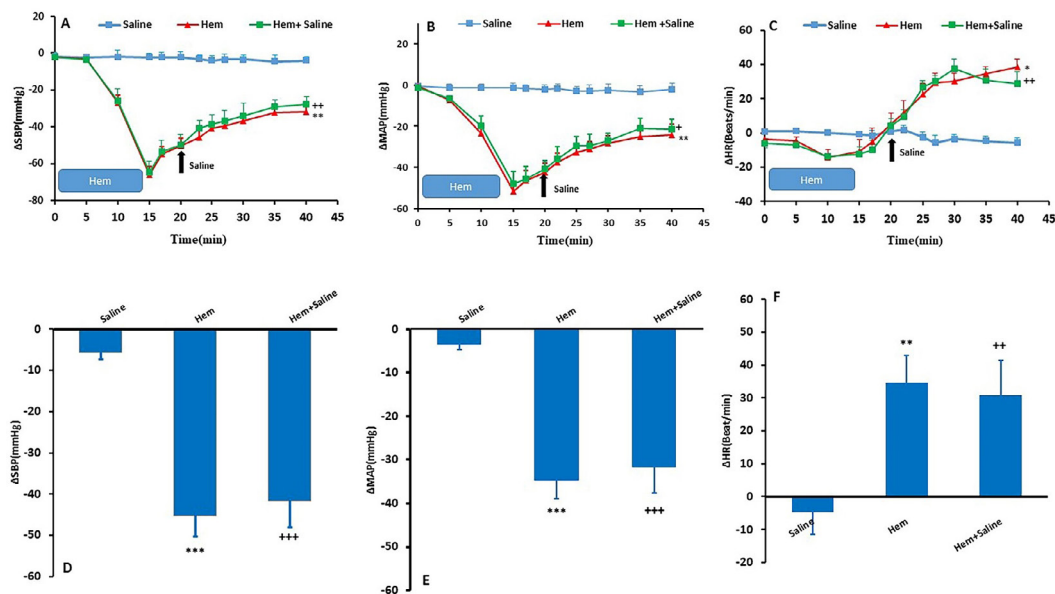 A
Saline
Hem
Hem+ Saline
ΔSBP(mmHg)
20
0
-20
-40
-60
-80
++
**
Saline
Hem
0 5 10 15 20 25 30 35 40 45
Time(min)
B
Saline
Hem
Hem +Saline
ΔMAP(mmHg)
20
0
-20
-40
-60
+
**
Saline
Hem
0 5 10 15 20 25 30 35 40 45
Time(min)
C
Saline
Hem
Hem+Saline
ΔHR(Beats/min)
60
40
20
0
-20
-40
*
++
Saline
Hem
0 5 10 15 20 25 30 35 40 45
Time(min)
Saline
Hem
Hem+Saline
ΔSBP(mmHg)
0
-10
-20
-30
-40
-50
-60
***
+++
D
Saline
Hem
Hem+Saline
ΔMAP(mmHg)
0
-10
-20
-30
-40
-50
-60
***
+++
E
F
ΔHR(Beat/min)
60
50
40
30
20
10
0
-10
-20
**
++
Saline
Hem
Hem+Saline